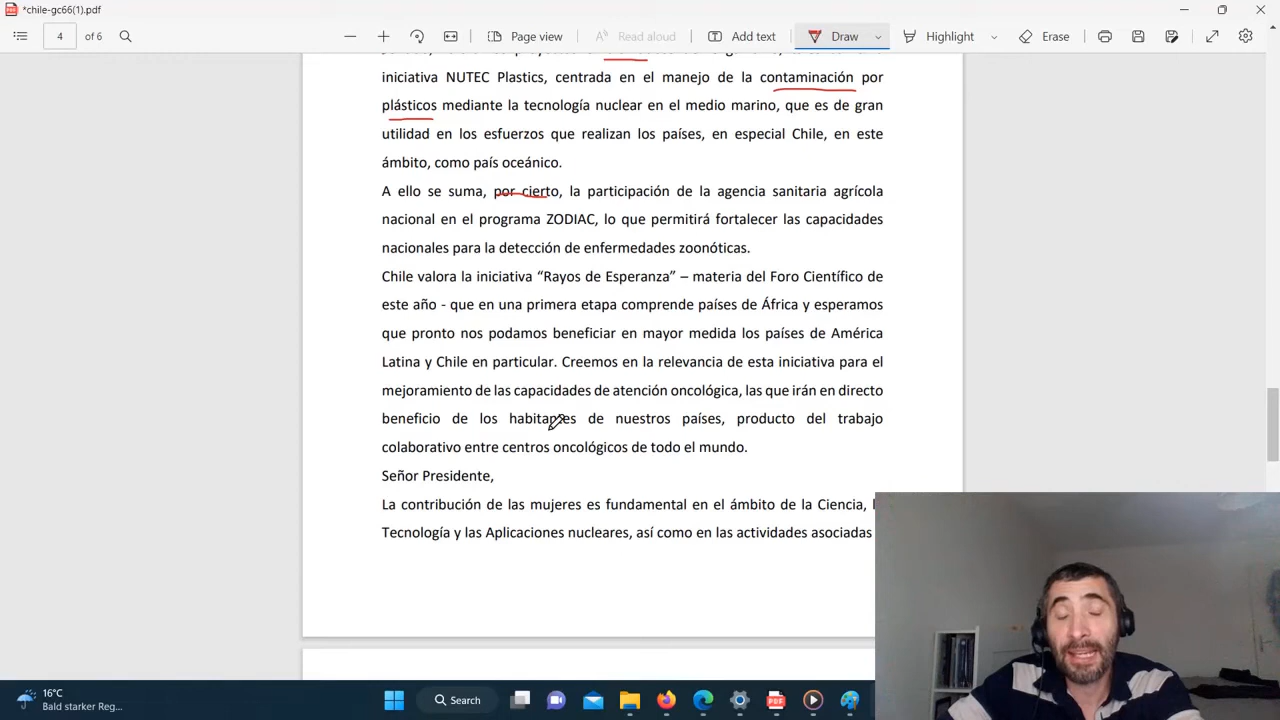 *chile-gc66(1).pdf
4 of 6 Page view Read aloud Add text Draw Highlight Erase
iniciativa NUTEC Plastics, centrada en el manejo de la contaminación por
plásticos mediante la tecnología nuclear en el medio marino, que es de gran
utilidad en los esfuerzos que realizan los países, en especial Chile, en este
ámbito, como país oceánico.
A ello se suma, por cierto, la participación de la agencia sanitaria agrícola
nacional en el programa ZODIAC, lo que permitirá fortalecer las capacidades
nacionales para la detección de enfermedades zoonóticas.
Chile valora la iniciativa “Rayos de Esperanza” – materia del Foro Científico de
este año - que en una primera etapa comprende países de África y esperamos
que pronto nos podamos beneficiar en mayor medida los países de América
Latina y Chile en particular. Creemos en la relevancia de esta iniciativa para el
mejoramiento de las capacidades de atención oncológica, las que irán en directo
beneficio de los habitantes de nuestros países, producto del trabajo
colaborativo entre centros oncológicos de todo el mundo.
Señor Presidente,
La contribución de las mujeres es fundamental en el ámbito de la Ciencia,
Tecnología y las Aplicaciones nucleares, así como en las actividades asociadas
16°C
Bald starker Reg...
Search